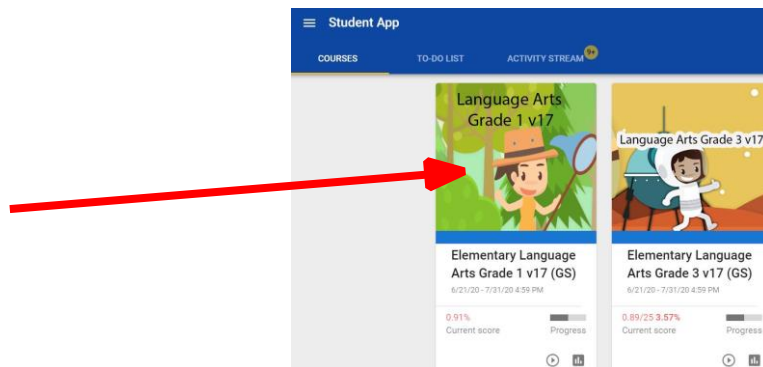 Student App
COURSES
TO-DO LIST
ACTIVITY STREAM
9+
Language Arts
Grade 1 v17
Elementary Language
Arts Grade 1 v17 (GS)
6/21/20 - 7/31/20 4:59 PM
0.91%
Current score
Progress
Language Arts Grade 3 v17
Elementary Language
Arts Grade 3 v17 (GS)
6/21/20 - 7/31/20 4:59 PM
0.89/25 3.57%
Current score
Progress